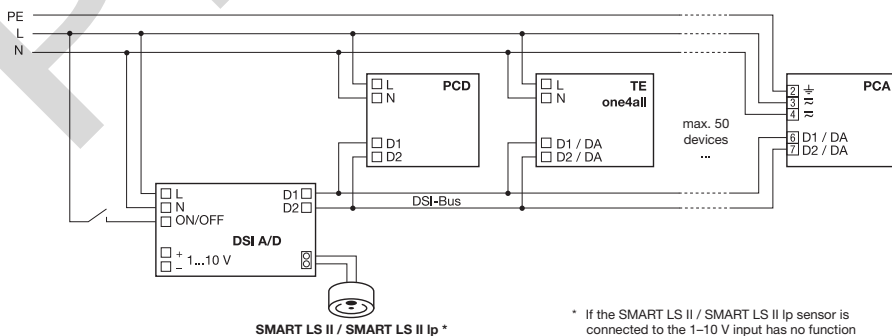 PE
L
N
L
N
PCD
D1
D2
L
N
TE
one4all
D1 / DA
D2 / DA
max. 50
devices
...
2
3
4
PCA
6 D1 / DA
7 D2 / DA
L
N
ON/OFF
D1
D2
DSI-Bus
DSI A/D
+
– 1...10 V
SMART LS II / SMART LS II lp *
* If the SMART LS II / SMART LS II lp sensor is
connected to the 1–10 V input has no function